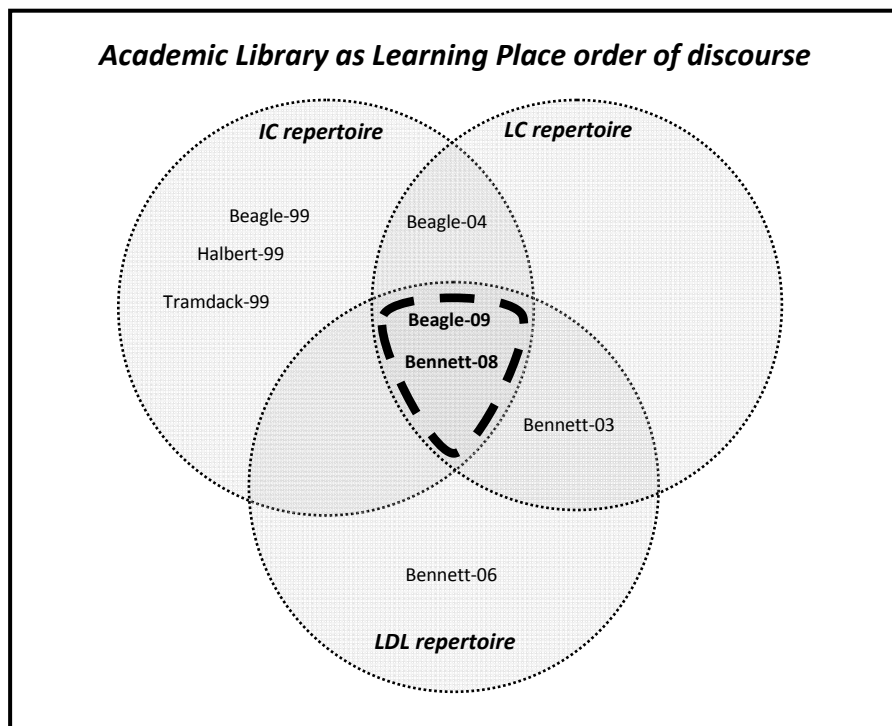 Academic Library as Learning Place order of discourse
IC repertoire
LC repertoire
Beagle-99
Beagle-04
Halbert-99
Tramdack-99
Beagle-09
Bennett-08
Bennett-03
Bennett-06
LDL repertoire